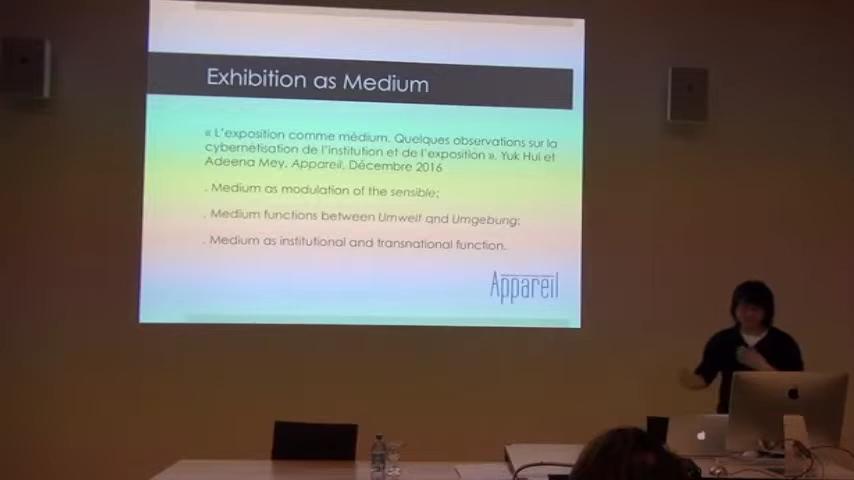 Exhibition as Medium
« L'exposition comme médium. Quelques observations sur la
cybernétisation de l'institution et de l'exposition ». Yuk Hui et
Adeena Mey. Appareil, Décembre 2016
. Medium as modulation of the sensible;
. Medium functions between Umwelt and Umgebung;
. Medium as institutional and transnational function.
Appareil